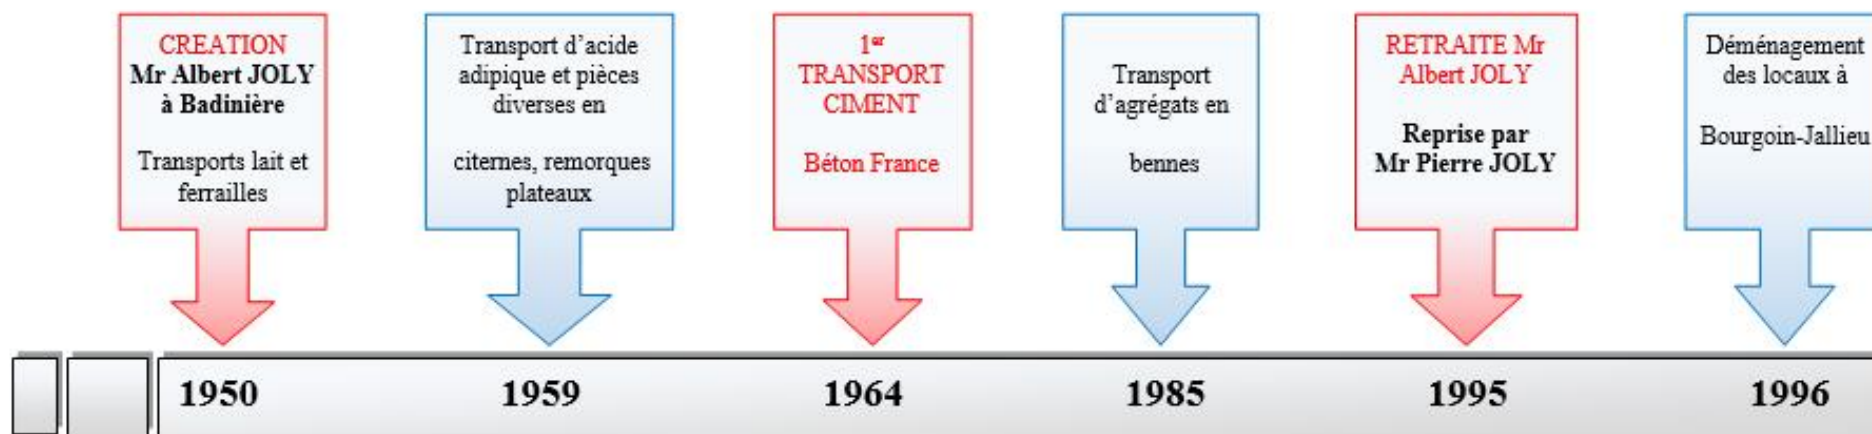 CREATION
Mr Albert JOLY
à Badinière
Transports lait et
ferrailles
Transport d’acide
adipique et pièces
diverses en
citernes, remorques
plateaux
1er
TRANSPORT
CIMENT
Béton France
Transport
d’agrégats en
bennes
RETRAITE Mr
Albert JOLY
Reprise par
Mr Pierre JOLY
Déménagement
des locaux à
Bourgoin-Jallieu
1950
1959
1964
1985
1995
1996